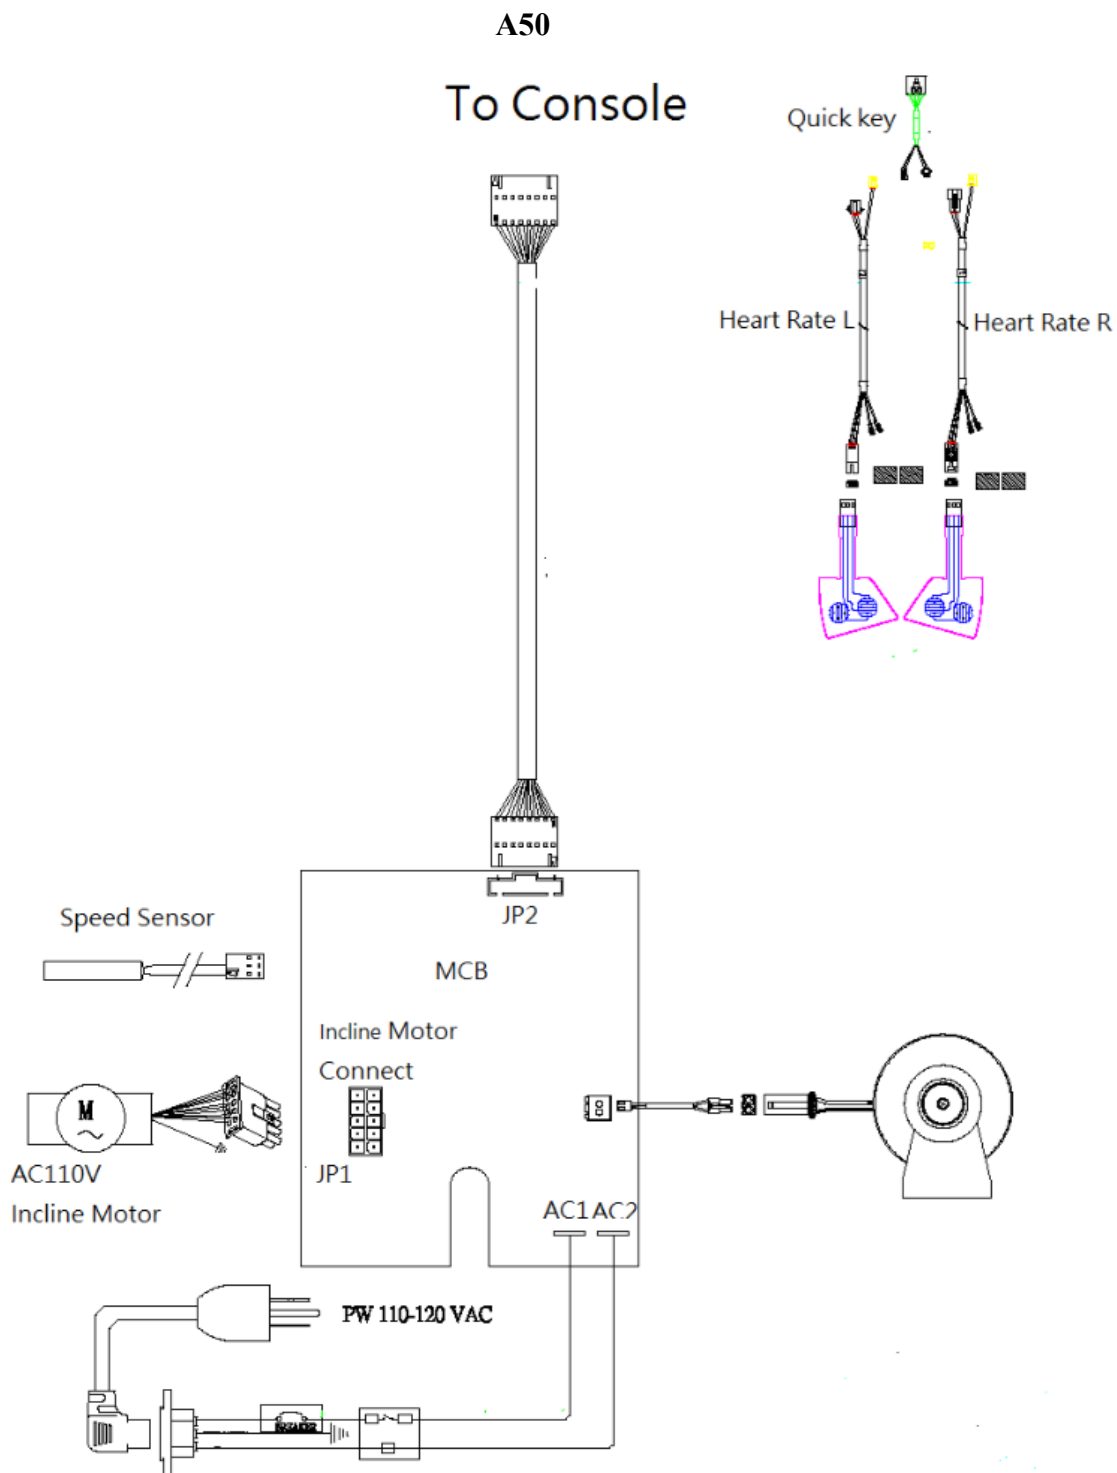 A50
To Console
Quick key
Heart Rate L
Heart Rate R
Speed Sensor
JP2
MCB
Incline Motor
Connect
M
JP1
AC110V
Incline Motor
AC1 AC2
PW 110-120 VAC
BREAKER